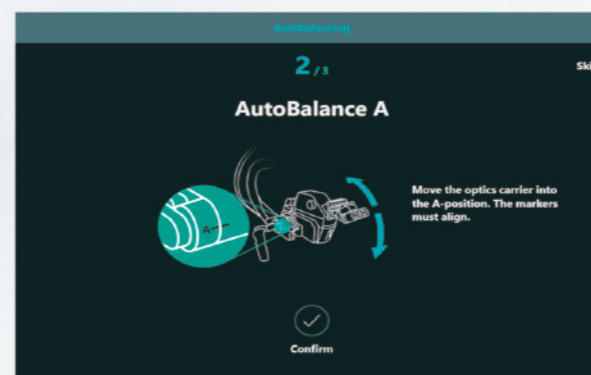 Autobalancing
2/3
Ski
AutoBalance A
A
Move the optics carrier into
the A-position. The markers
must align.
Confirm